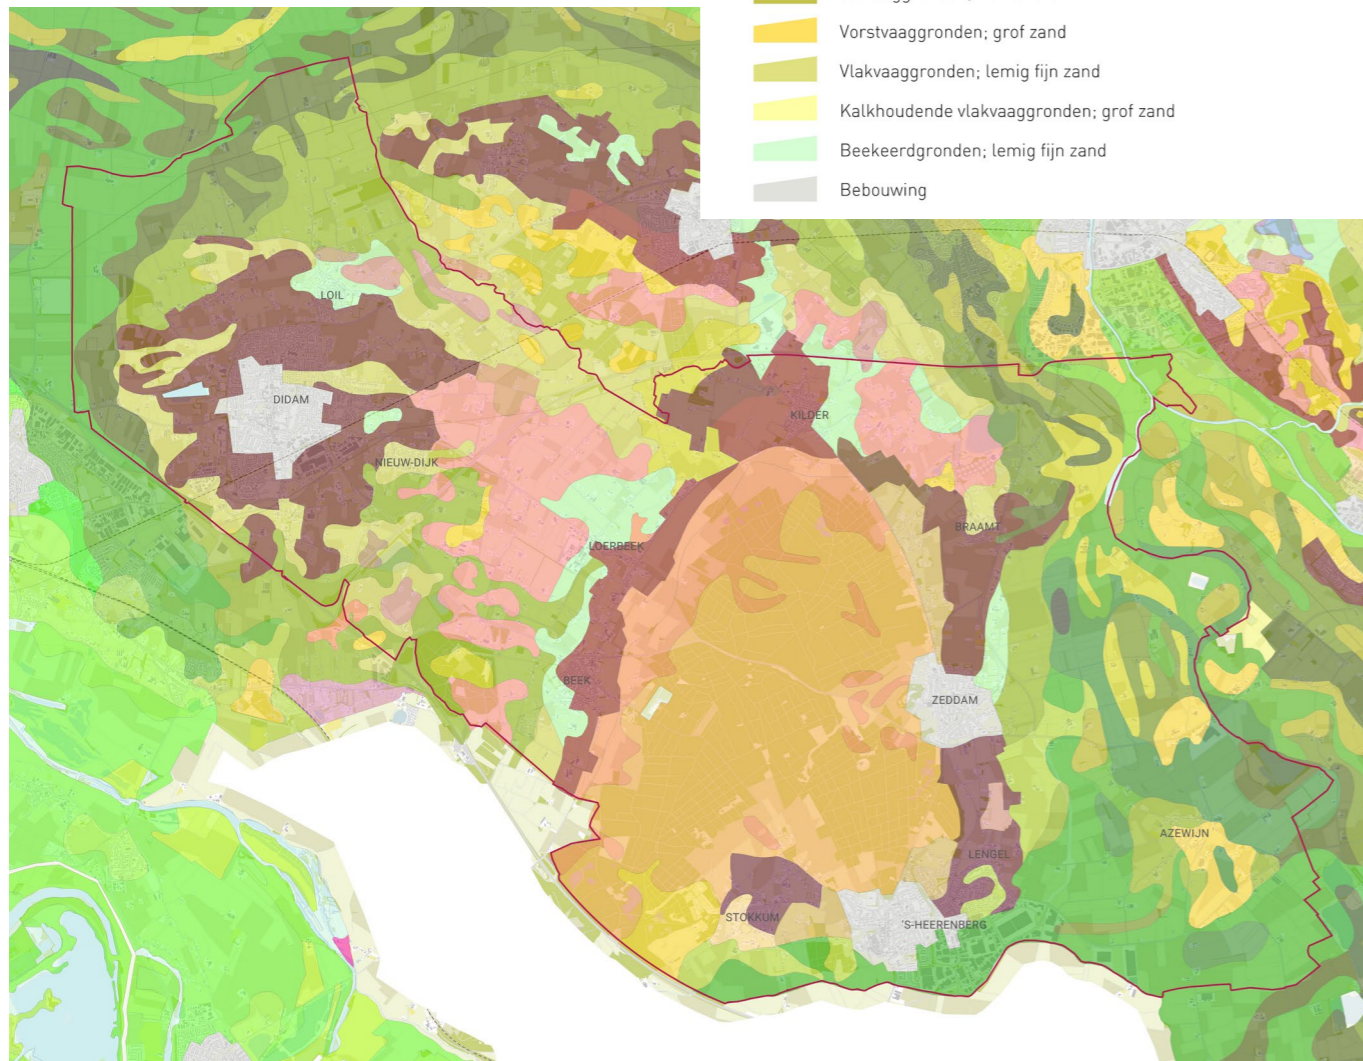 Vorstvaaggronden; grof zand
Vlakvaaggronden; lemig fijn zand
Kalkhoudende vlakvaaggronden; grof zand
Beekeerdgronden; lemig fijn zand
Bebouwing
LOIL
DIDAM
KILDER
NIEUW-DIJK
BRAAMT
LOERBEEK
BEEK
ZEDDAM
AZEWIJN
LENGEL
STOKKUM
'S-HEERENBERG